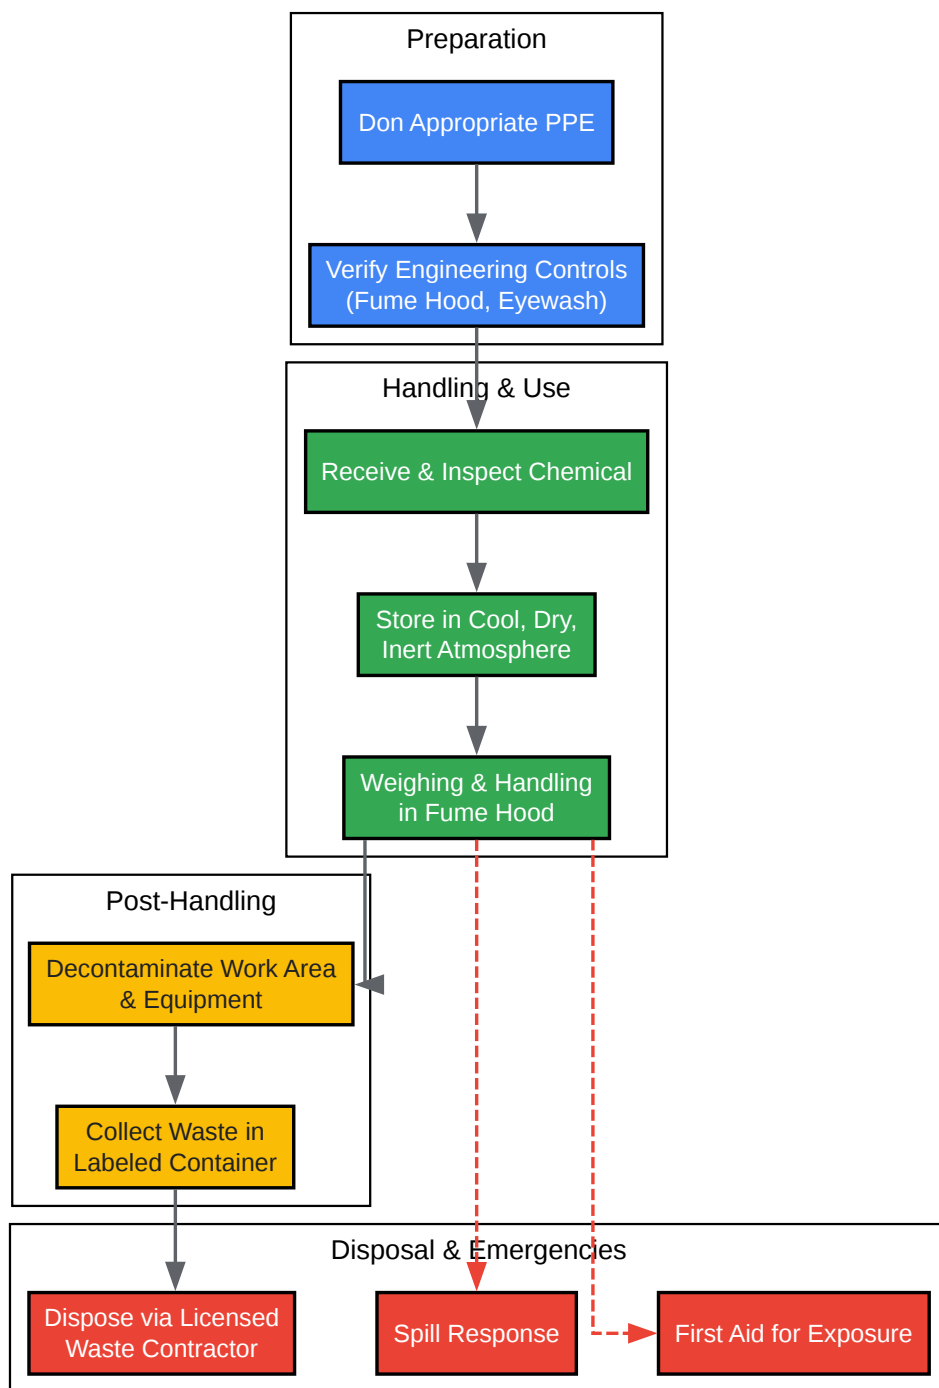 Preparation
Don Appropriate PPE
Verify Engineering Controls
(Fume Hood, Eyewash)
Handling & Use
Receive & Inspect Chemical
Store in Cool, Dry,
Inert Atmosphere
Weighing & Handling
in Fume Hood
Post-Handling
Decontaminate Work Area
& Equipment
Collect Waste in
Labeled Container
Disposal & Emergencies
Dispose via Licensed
Waste Contractor
Spill Response
First Aid for Exposure